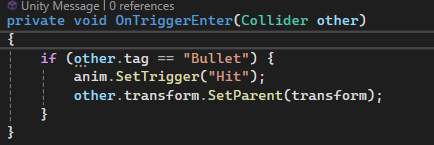 Unity Message | 0 references
private void OnTriggerEnter(Collider other)
{
    if (other.tag == "Bullet") {
        anim.SetTrigger("Hit");
        other.transform.SetParent(transform);
    }
}